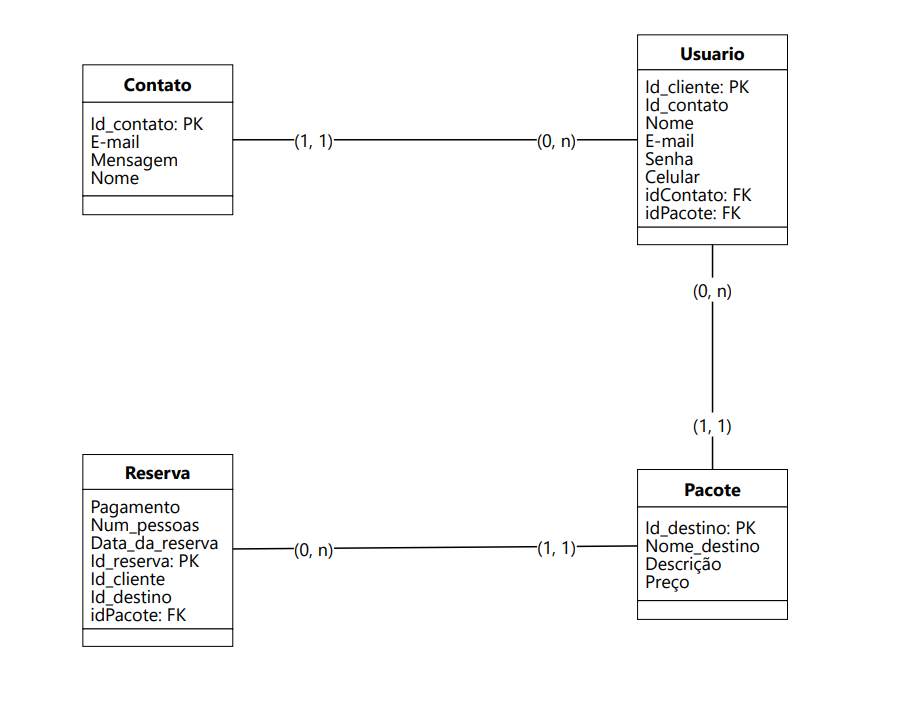 Contato
Id_contato: PK
E-mail
Mensagem
Nome
(1, 1)
(0, n)
Usuario
Id_cliente: PK
Id_contato
Nome
E-mail
Senha
Celular
idContato: FK
idPacote: FK
(0, n)
(1, 1)
Reserva
Pagamento
Num_pessoas
Data_da_reserva
Id_reserva: PK
Id_cliente
Id_destino
idPacote: FK
(0, n)
(1, 1)
Pacote
Id_destino: PK
Nome_destino
Descrição
Preço